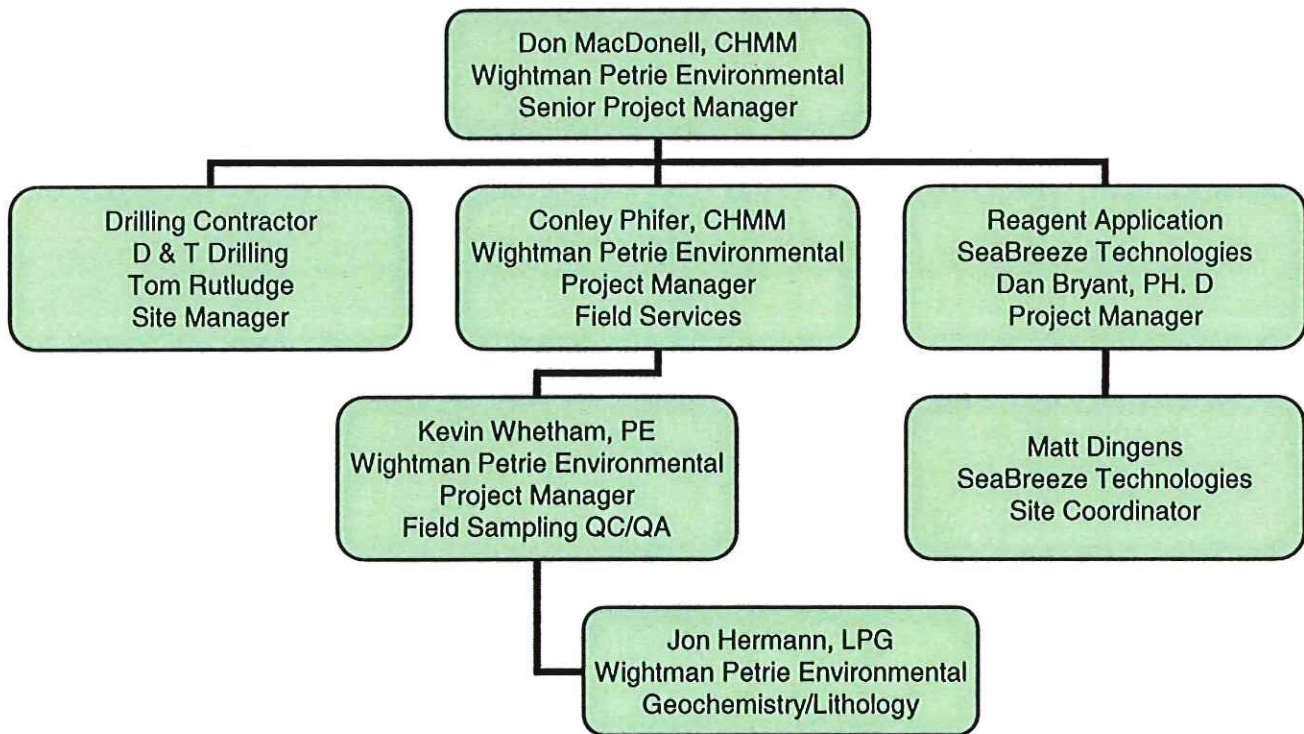 Don MacDonell, CHMM
Wightman Petrie Environmental
Senior Project Manager
Drilling Contractor
D & T Drilling
Tom Rutludge
Site Manager
Conley Phifer, CHMM
Wightman Petrie Environmental
Project Manager
Field Services
Reagent Application
SeaBreeze Technologies
Dan Bryant, PH. D
Project Manager
Kevin Whetham, PE
Wightman Petrie Environmental
Project Manager
Field Sampling QC/QA
Matt Dingens
SeaBreeze Technologies
Site Coordinator
Jon Hermann, LPG
Wightman Petrie Environmental
Geochemistry/Lithology